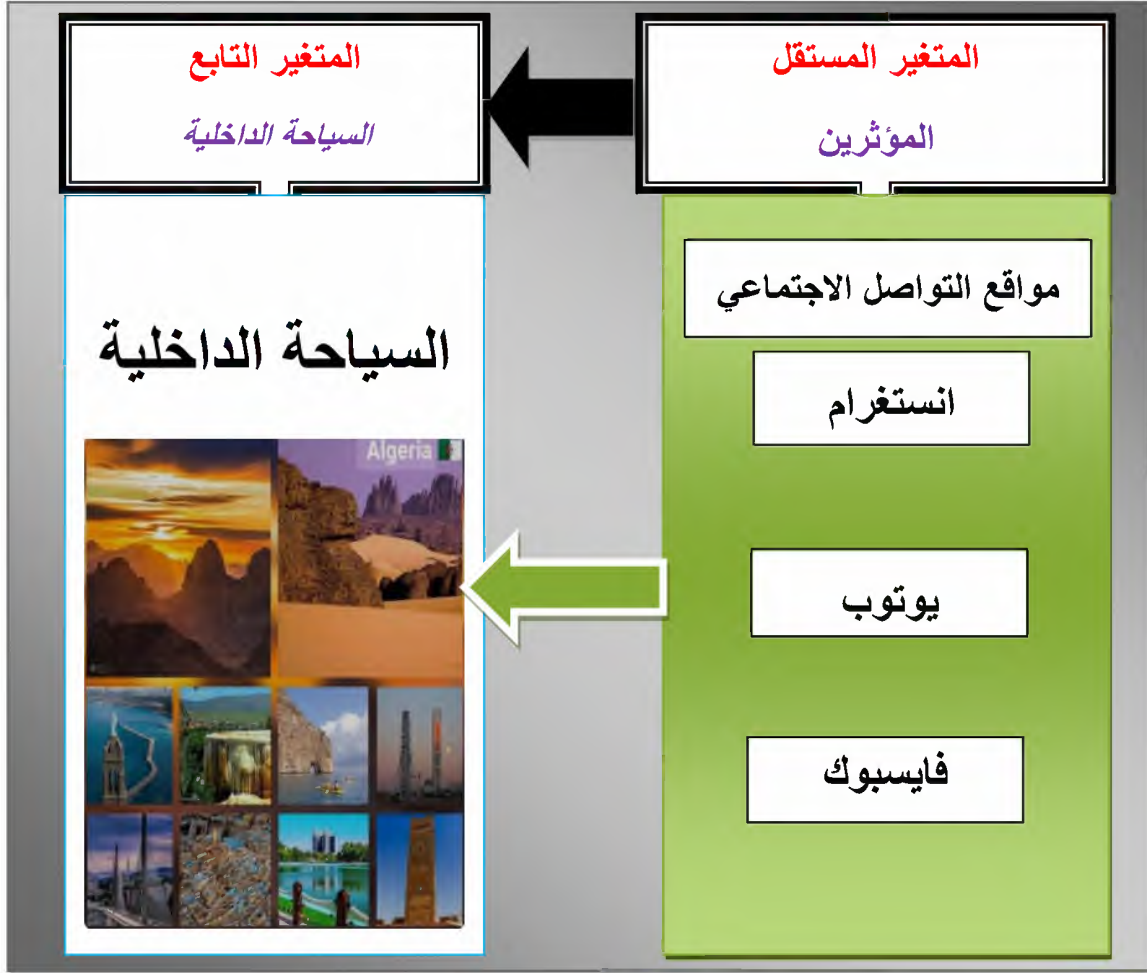 المتغير المستقل
المؤثرين
مواقع التواصل الاجتماعي
انستغرام
يوتوب
فايسبوك
المتغير التابع
السياحة الداخلية
السياحة الداخلية
Algeria